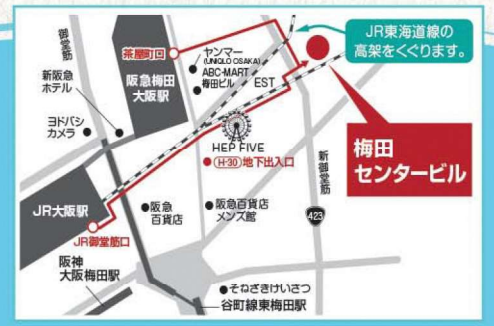 御堂筋
茶屋町口
ヤンマー
(UNIQLO OSAKA)
ABC-MART
梅田ビル
EST
JR東海道線の
高架をくぐります。
新阪急
ホテル
阪急梅田
大阪駅
ヨドバシ
カメラ
HEP FIVE
H-30 地下出入口
新御堂筋
梅田
センタービル
JR大阪駅
阪急
百貨店
阪急百貨店
メンズ館
423
JR御堂筋口
阪神
大阪梅田駅
そねざきけいさつ
谷町線東梅田駅